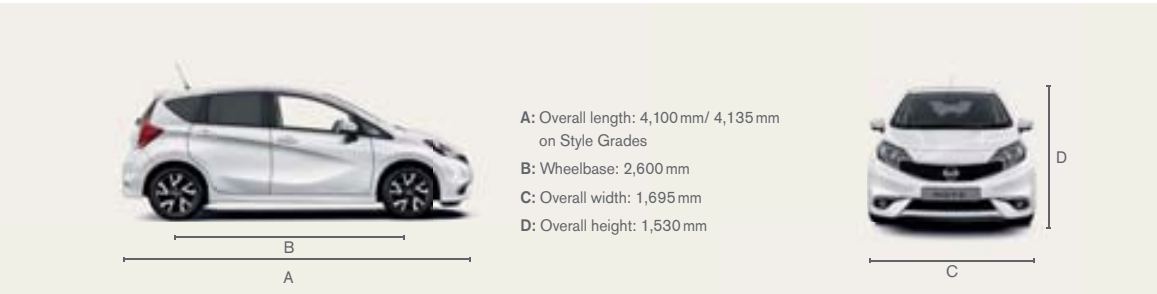 A: Overall length: 4,100 mm/ 4,135 mm
on Style Grades
B: Wheelbase: 2,600 mm
C: Overall width: 1,695 mm
D: Overall height: 1,530 mm
B
A
D
C